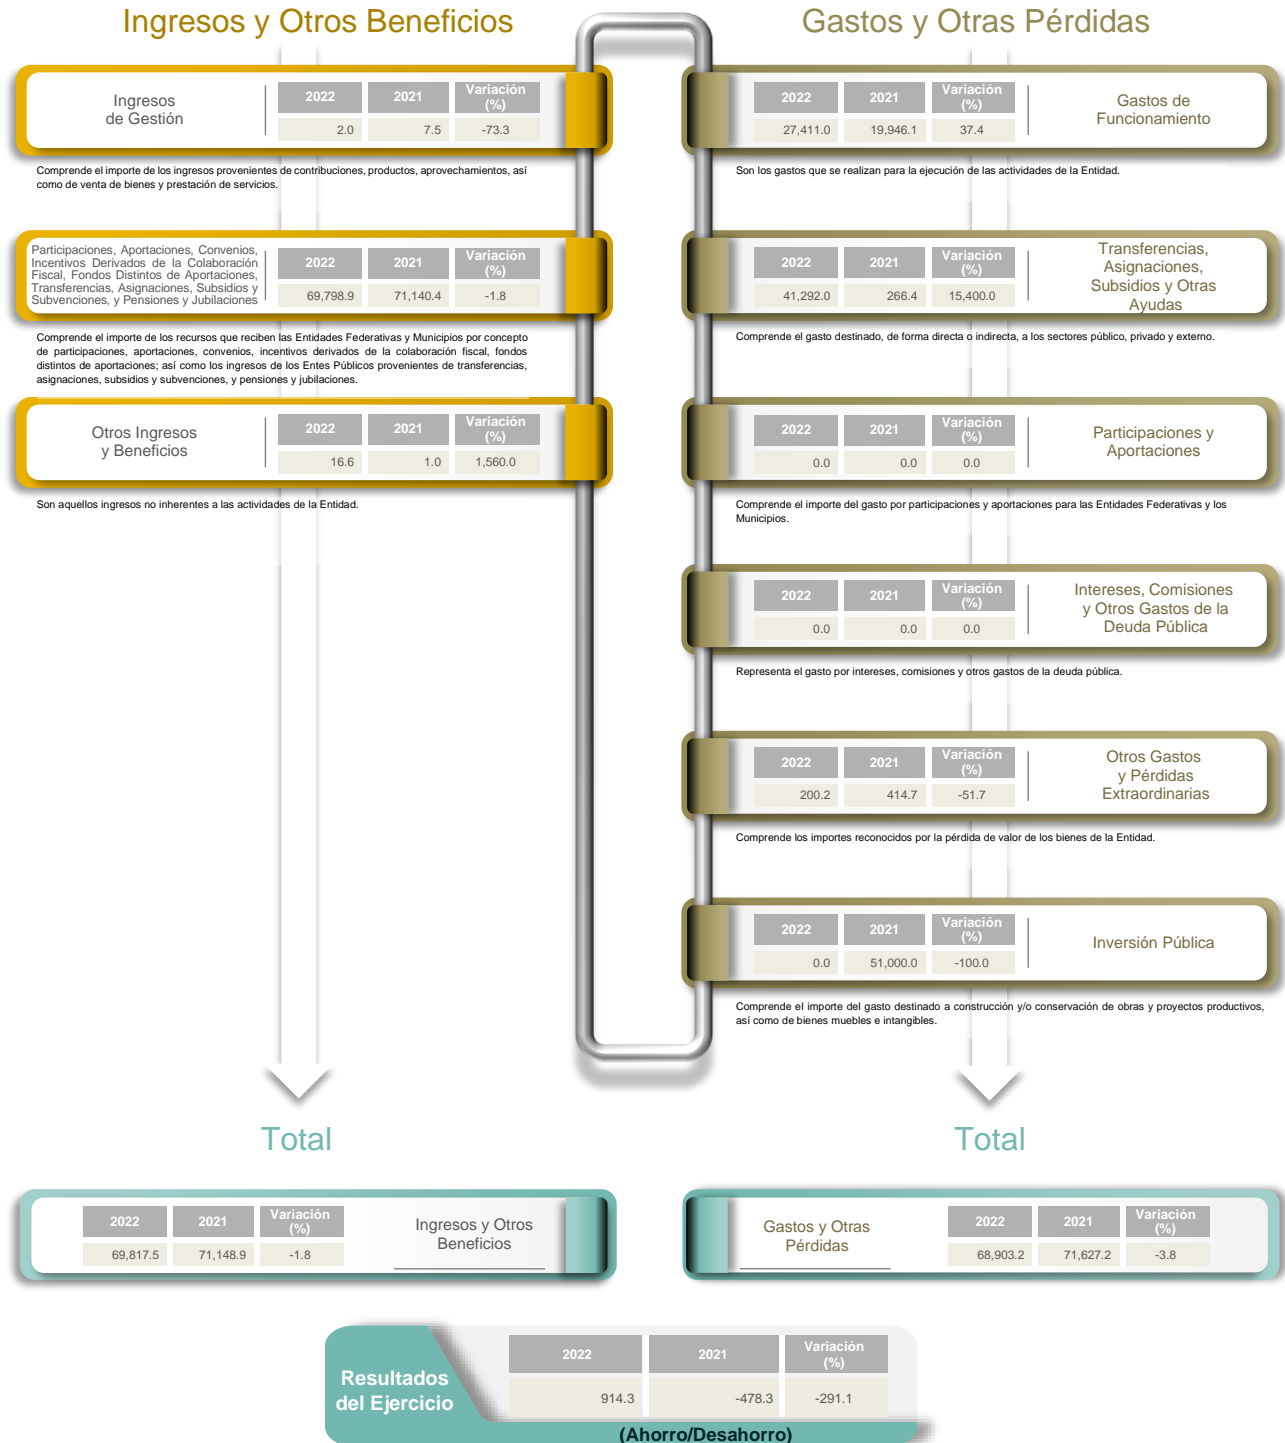 Ingresos y Otros Beneficios
Ingresos
de Gestión
2022 2021 Variación (%)
2.0 7.5 -73.3
Comprende el importe de los ingresos provenientes de contribuciones, productos, aprovechamientos, así
como de venta de bienes y prestación de servicios.
Participaciones, Aportaciones, Convenios,
Incentivos Derivados de la Colaboración
Fiscal, Fondos Distintos de Aportaciones,
Transferencias, Asignaciones, Subsidios y
Subvenciones, y Pensiones y Jubilaciones
2022 2021 Variación (%)
69,798.9 71,140.4 -1.8
Comprende el importe de los recursos que reciben las Entidades Federativas y Municipios por concepto
de participaciones, aportaciones, convenios, incentivos derivados de la colaboración fiscal, fondos
distintos de aportaciones; así como los ingresos de los Entes Públicos provenientes de transferencias,
asignaciones, subsidios y subvenciones, y pensiones y jubilaciones.
Otros Ingresos
y Beneficios
2022 2021 Variación (%)
16.6 1.0 1,560.0
Son aquellos ingresos no inherentes a las actividades de la Entidad.
Gastos y Otras Pérdidas
2022 2021 Variación (%)
27,411.0 19,946.1 37.4
Gastos de
Funcionamiento
Son los gastos que se realizan para la ejecución de las actividades de la Entidad.
2022 2021 Variación (%)
41,292.0 266.4 15,400.0
Transferencias,
Asignaciones,
Subsidios y Otras
Ayudas
Comprende el gasto destinado, de forma directa o indirecta, a los sectores público, privado y externo.
2022 2021 Variación (%)
0.0 0.0 0.0
Participaciones y
Aportaciones
Comprende el importe del gasto por participaciones y aportaciones para las Entidades Federativas y los
Municipios.
2022 2021 Variación (%)
0.0 0.0 0.0
Intereses, Comisiones
y Otros Gastos de la
Deuda Pública
Representa el gasto por intereses, comisiones y otros gastos de la deuda pública.
2022 2021 Variación (%)
200.2 414.7 -51.7
Otros Gastos
y Pérdidas
Extraordinarias
Comprende los importes reconocidos por la pérdida de valor de los bienes de la Entidad.
2022 2021 Variación (%)
0.0 51,000.0 -100.0
Inversión Pública
Comprende el importe del gasto destinado a construcción y/o conservación de obras y proyectos productivos,
así como de bienes muebles e intangibles.
Total
2022 2021 Variación (%)
69,817.5 71,148.9 -1.8
Ingresos y Otros
Beneficios
Total
Gastos y Otras
Pérdidas
2022 2021 Variación (%)
68,903.2 71,627.2 -3.8
Resultados
del Ejercicio
2022 2021 Variación (%)
914.3 -478.3 -291.1
(Ahorro/Desahorro)